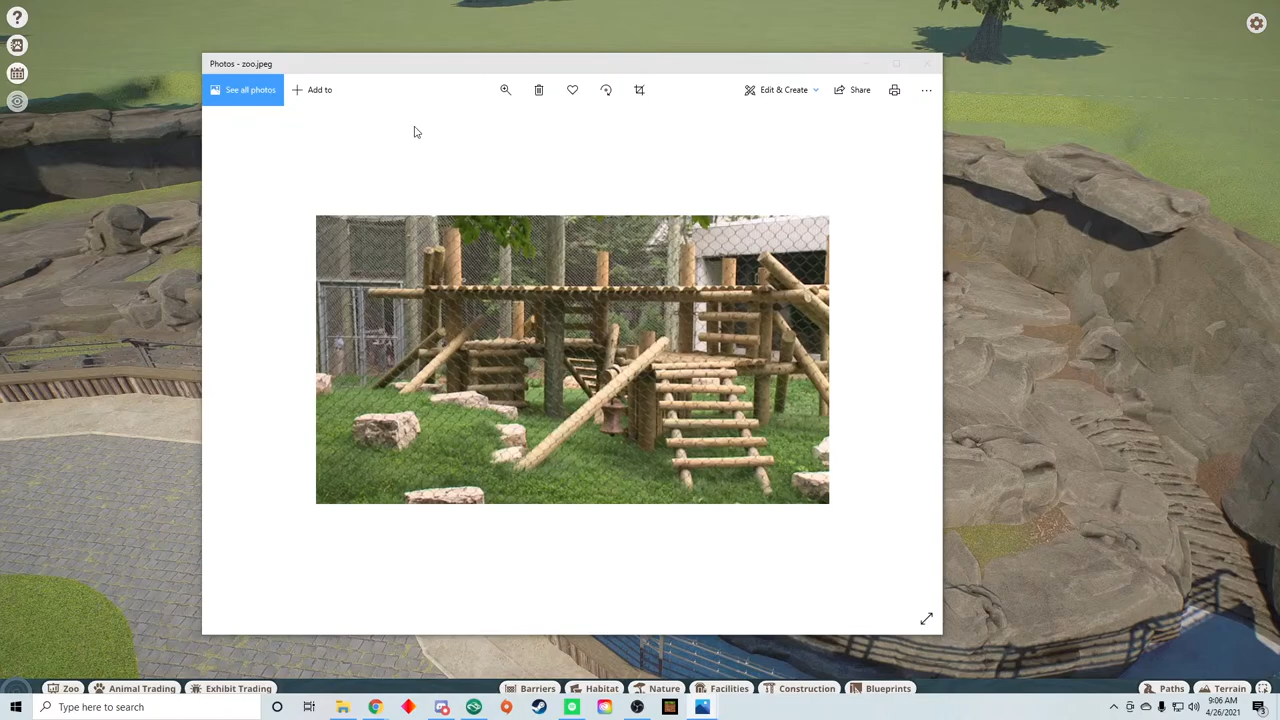 Photos - zoo.jpeg
See all photos
Add to
Edit & Create
Share
Zoo
Animal Trading
Exhibit Trading
Barriers
Habitat
Nature
Facilities
Construction
Blueprints
Paths
Terrain
Type here to search
9:06 AM
4/26/2021
3